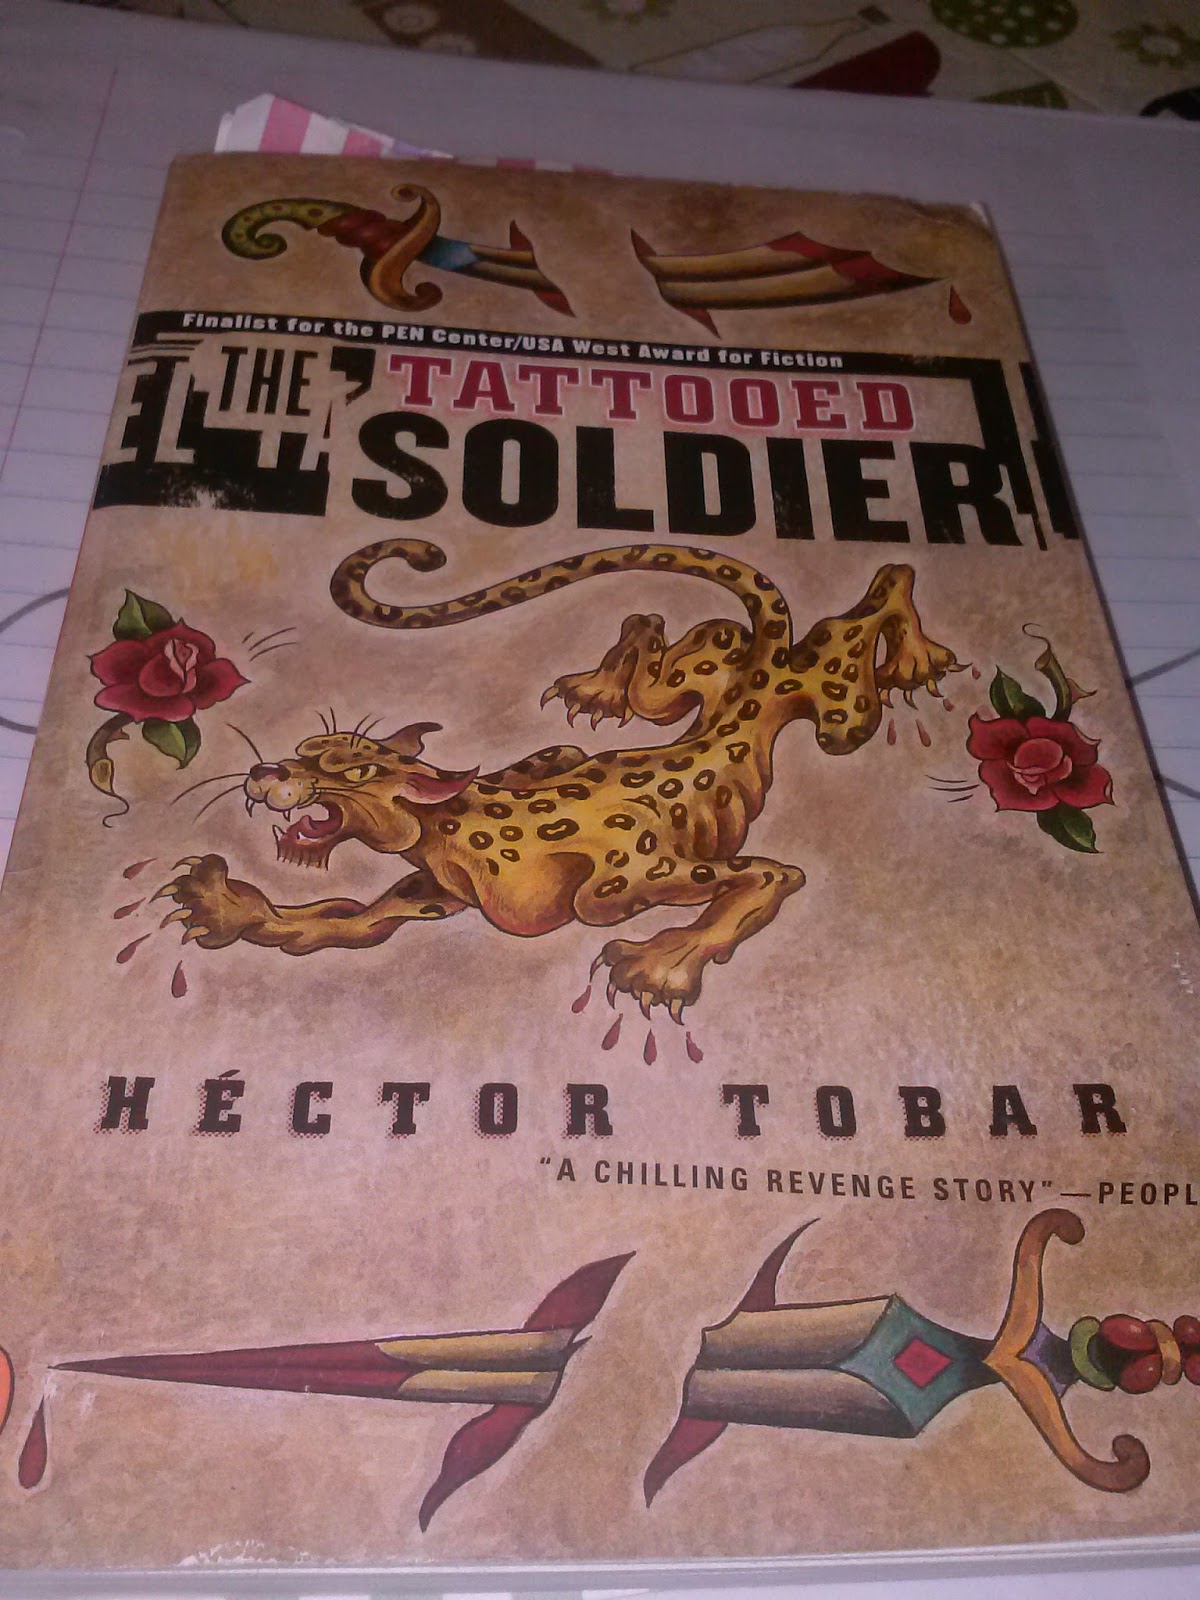 Finalist for the PEN Center/USA West Award for Fiction
EL THE TATTOOED
SOLDIER
HÉCTOR TOBAR
"A CHILLING REVENGE STORY"—PEOPL